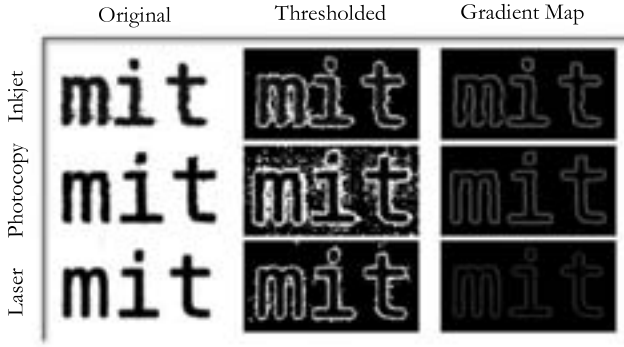 Original Thresholded Gradient Map
Inkjet mit mit mit
Photocopy mit mit mit
Laser mit mit mit